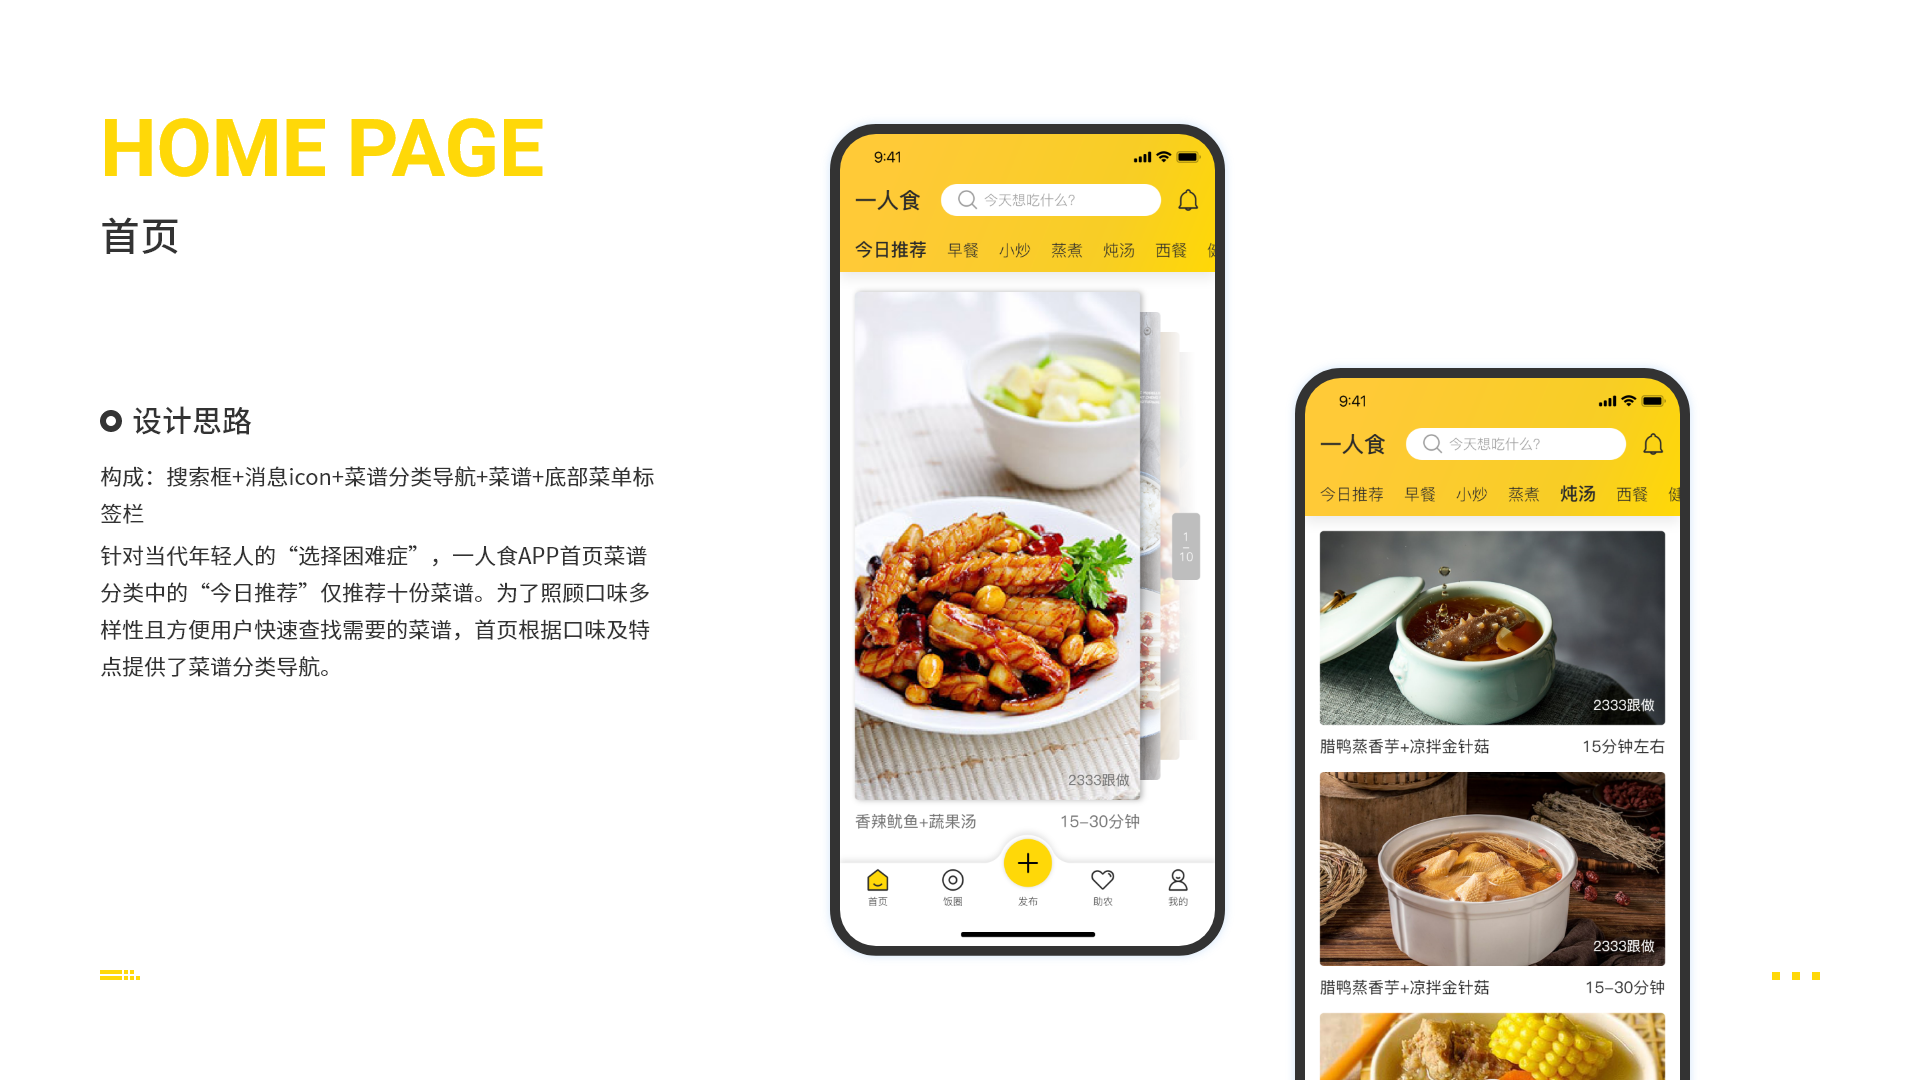 HOME PAGE
首页
设计思路
构成：搜索框+消息icon+菜谱分类导航+菜谱+底部菜单标
签栏
针对当代年轻人的“选择困难症”，一人食APP首页菜谱
分类中的“今日推荐”仅推荐十份菜谱。为了照顾口味多
样性且方便用户快速查找需要的菜谱，首页根据口味及特
点提供了菜谱分类导航。
9:41
一人食
今天想吃什么?
今日推荐 早餐 小炒 蒸煮 炖汤 西餐
1
10
2333跟做
香辣鱿鱼+蔬果汤 15-30分钟
首页 饭圈 发布 助农 我的
9:41
一人食
今天想吃什么?
今日推荐 早餐 小炒 蒸煮 炖汤 西餐
2333跟做
腊鸭蒸香芋+凉拌金针菇 15分钟左右
2333跟做
腊鸭蒸香芋+凉拌金针菇 15-30分钟